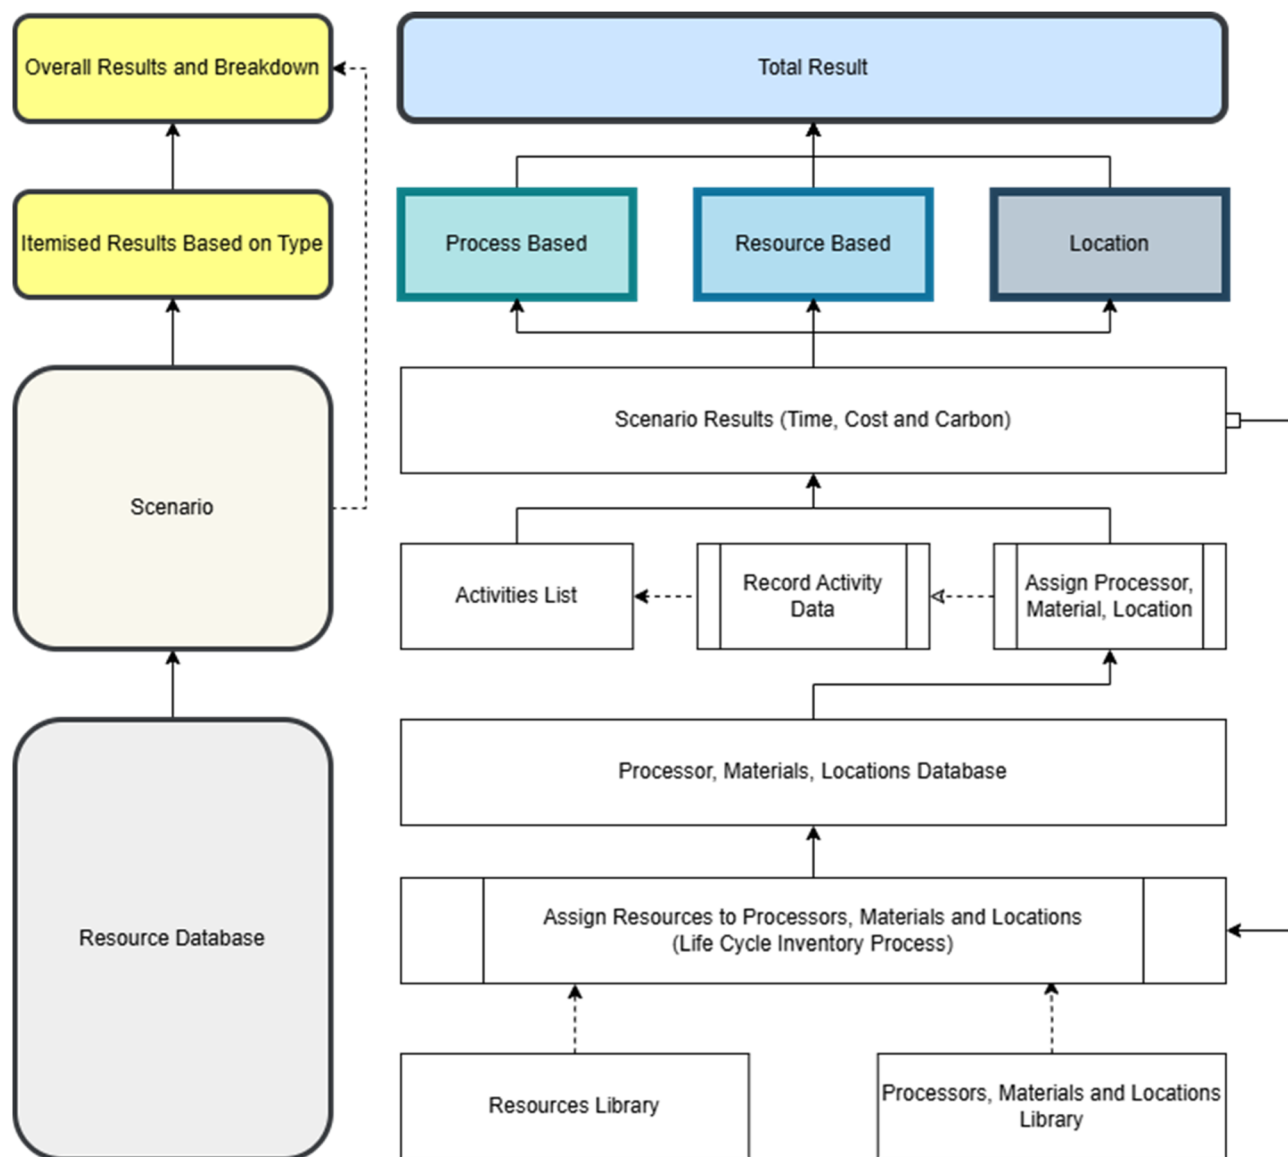 Overall Results and Breakdown
Total Result
Itemised Results Based on Type
Process Based
Resource Based
Location
Scenario Results (Time, Cost and Carbon)
Scenario
Activities List
Record Activity
Data
Assign Processor,
Material, Location
Processor, Materials, Locations Database
Resource Database
Assign Resources to Processors, Materials and Locations
(Life Cycle Inventory Process)
Resources Library
Processors, Materials and Locations
Library